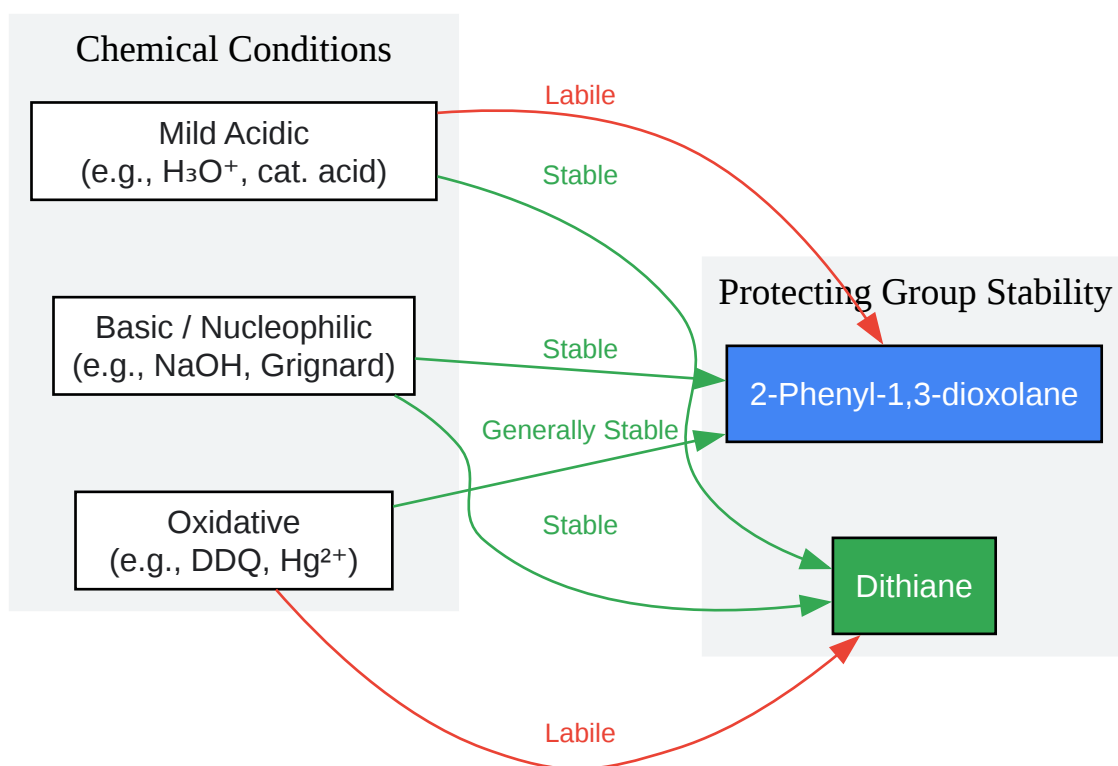 Chemical Conditions
Mild Acidic
(e.g., H₃O⁺, cat. acid)
Basic / Nucleophilic
(e.g., NaOH, Grignard)
Oxidative
(e.g., DDQ, Hg²⁺)
Labile
Stable
Stable
Generally Stable
Stable
Labile
Protecting Group Stability
2-Phenyl-1,3-dioxolane
Dithiane